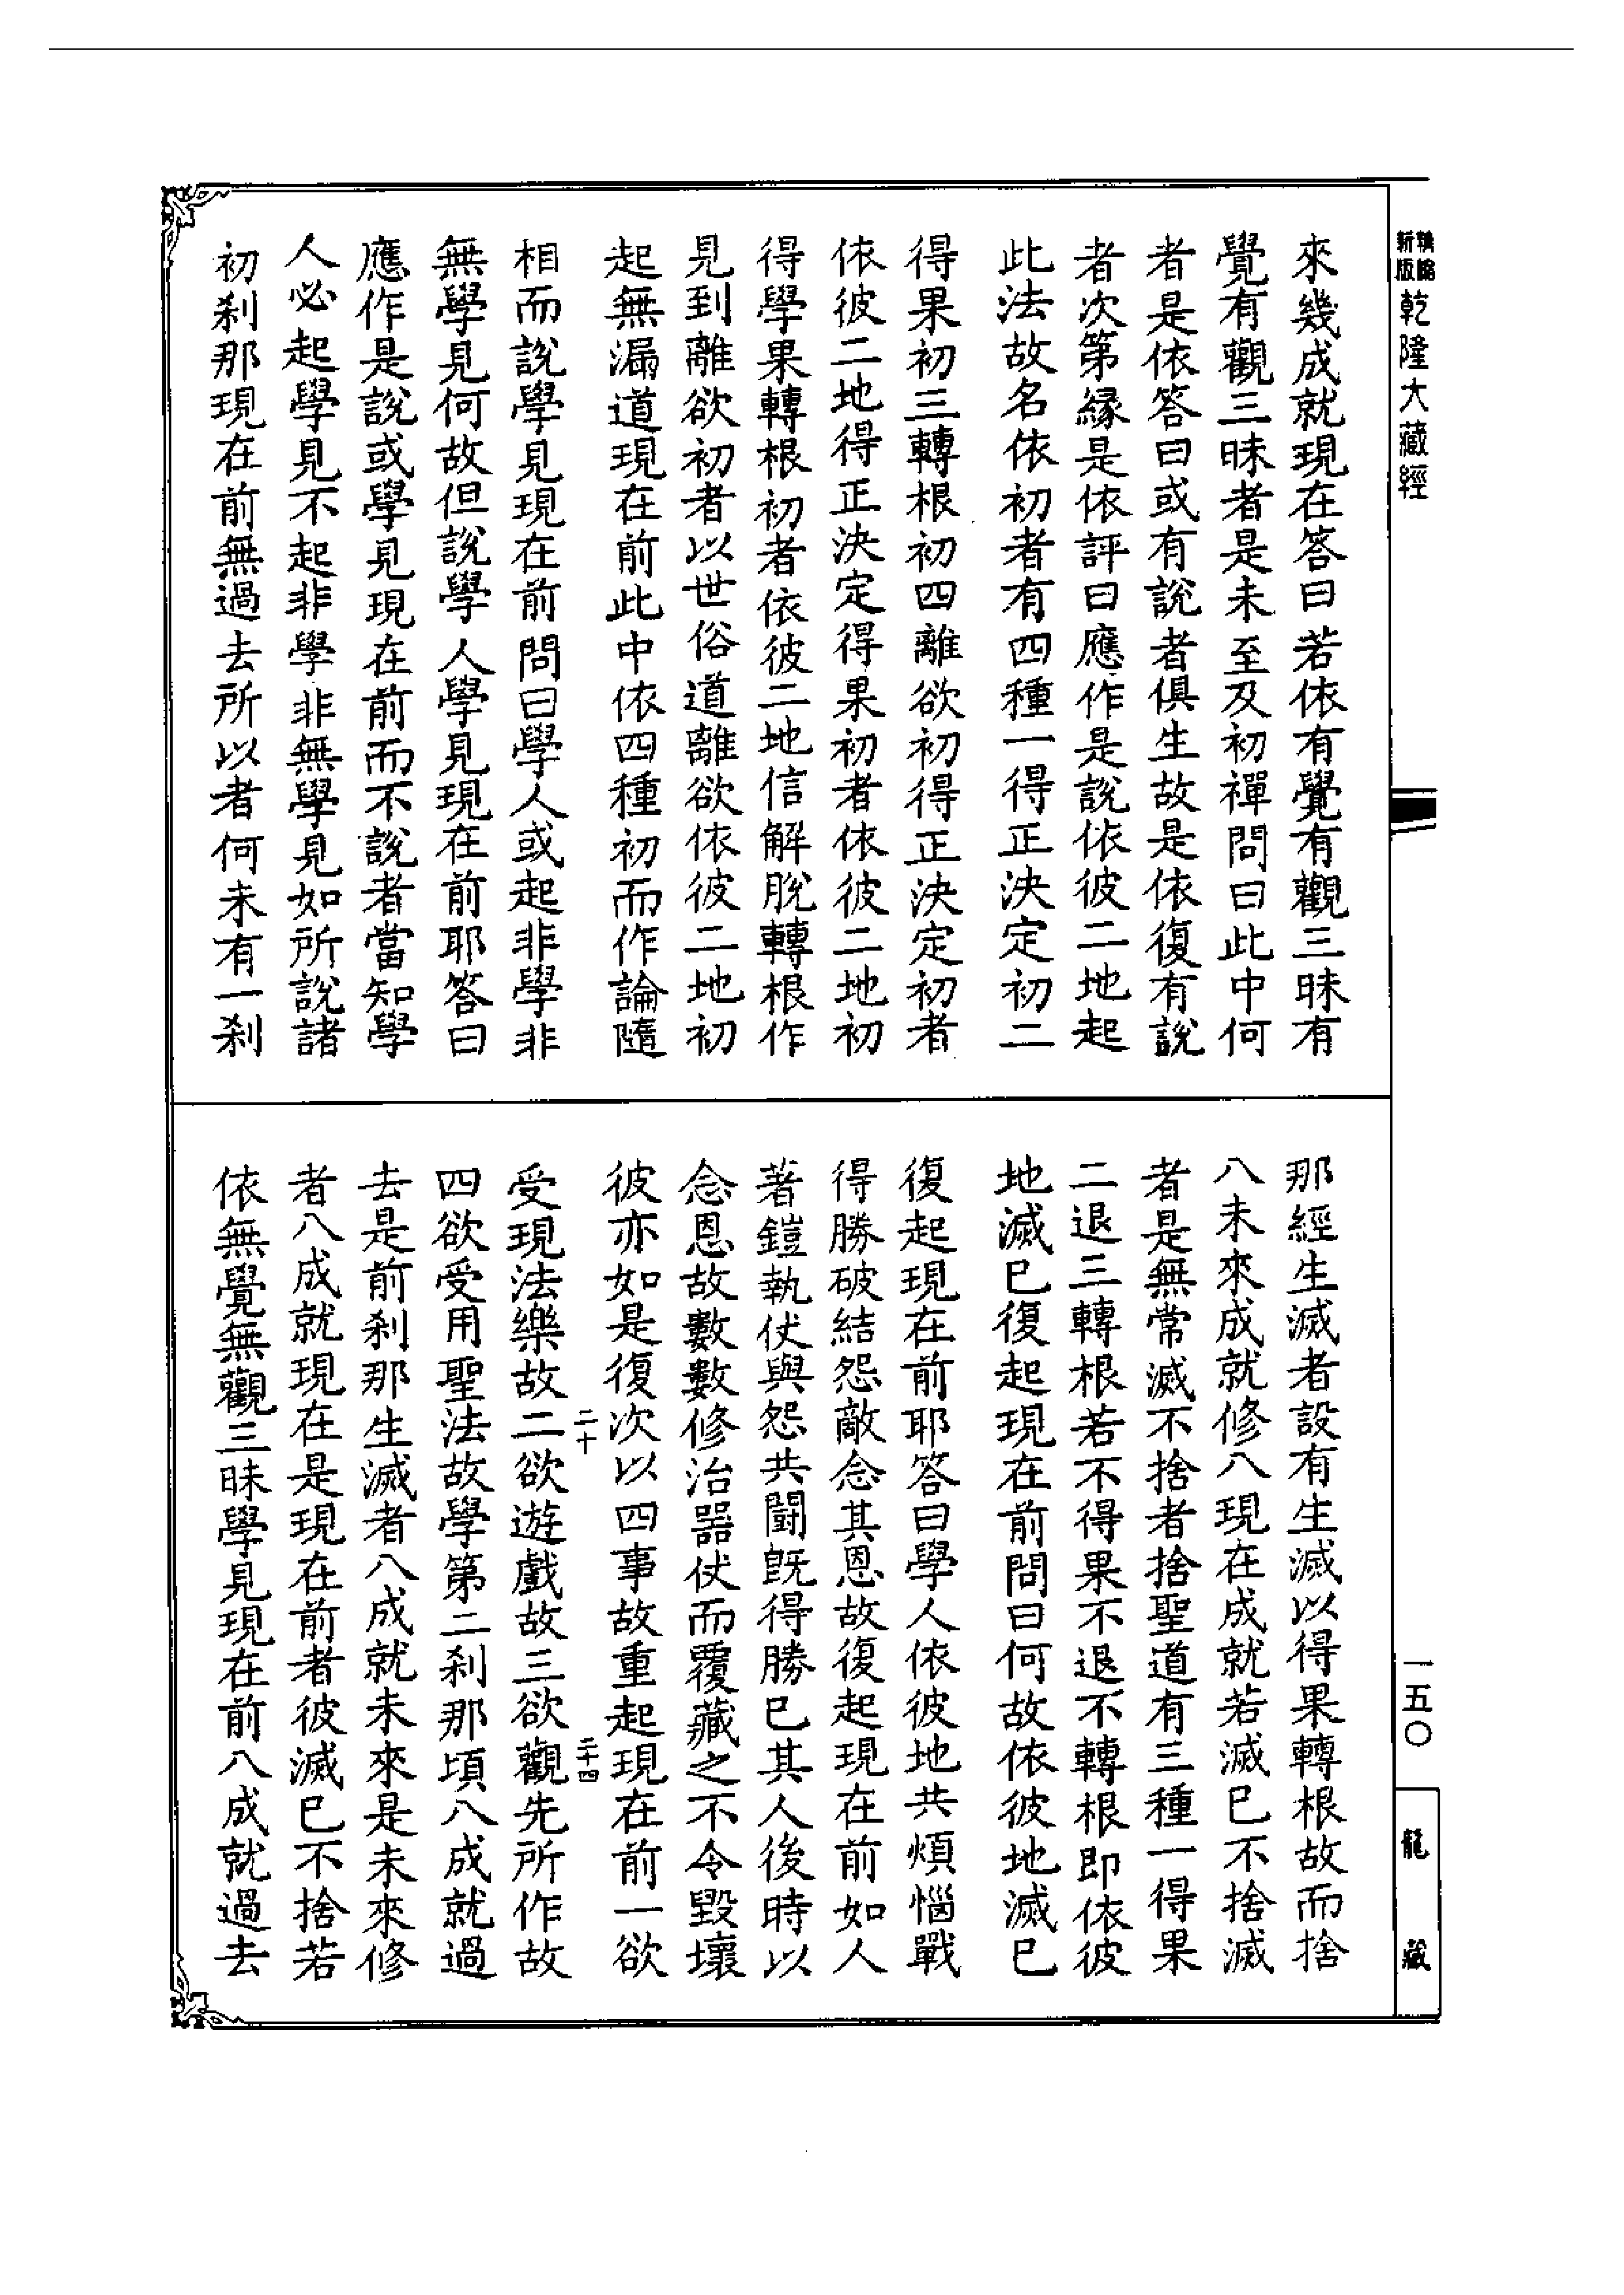 乾隆大藏經
一五〇
龍藏
來幾成就現在答曰若依有覺有觀三昧有
覺有觀三昧者是未至及初禪問曰此中何
者是依答曰或有說者俱生故是依復有說
者次第緣是依評曰應作是說依彼二地起
此法故名依初者有四種一得正決定初二
得果初三轉根初四離欲初得正決定初者
依彼二地得正決定得果初者依彼二地初
得學果轉根初者依彼二地信解脫轉根作
見到離欲初者以世俗道離欲依彼二地初
起無漏道現在前此中依四種初而作論隨
相而說學見現在前問曰學人或起非學非
無學見何故但說學人學見現在前耶答曰
應作是說或學見現在前而不說者當知學
人必起學見不起非學非無學見如所說諸
初刹那現在前無過去所以者何未有一刹
那經生滅者設有生滅以得果轉根故而捨
八未來成就修八現在成就若滅已不捨滅
者是無常滅不捨者捨聖道有三種一得果
二退三轉根若不得果不退不轉根即依彼
地滅已復起現在前問曰何故依彼地滅已
復起現在前耶答曰學人依彼地共煩惱戰
得勝破結怨敵念其恩故復起現在前如人
著鎧執仗與怨共鬪旣得勝已其人後時以
念恩故數數修治器仗而覆藏之不令毀壞
彼亦如是復次以四事故重起現在前一欲
二十
二十四
受現法樂故二欲遊戲故三欲觀先所作故
四欲受用聖法故學第二刹那頃八成就過
去是前刹那生滅者八成就未來是未來修
者八成就現在是現在前者彼滅已不捨若
依無覺無觀三昧學見現在前八成就過去